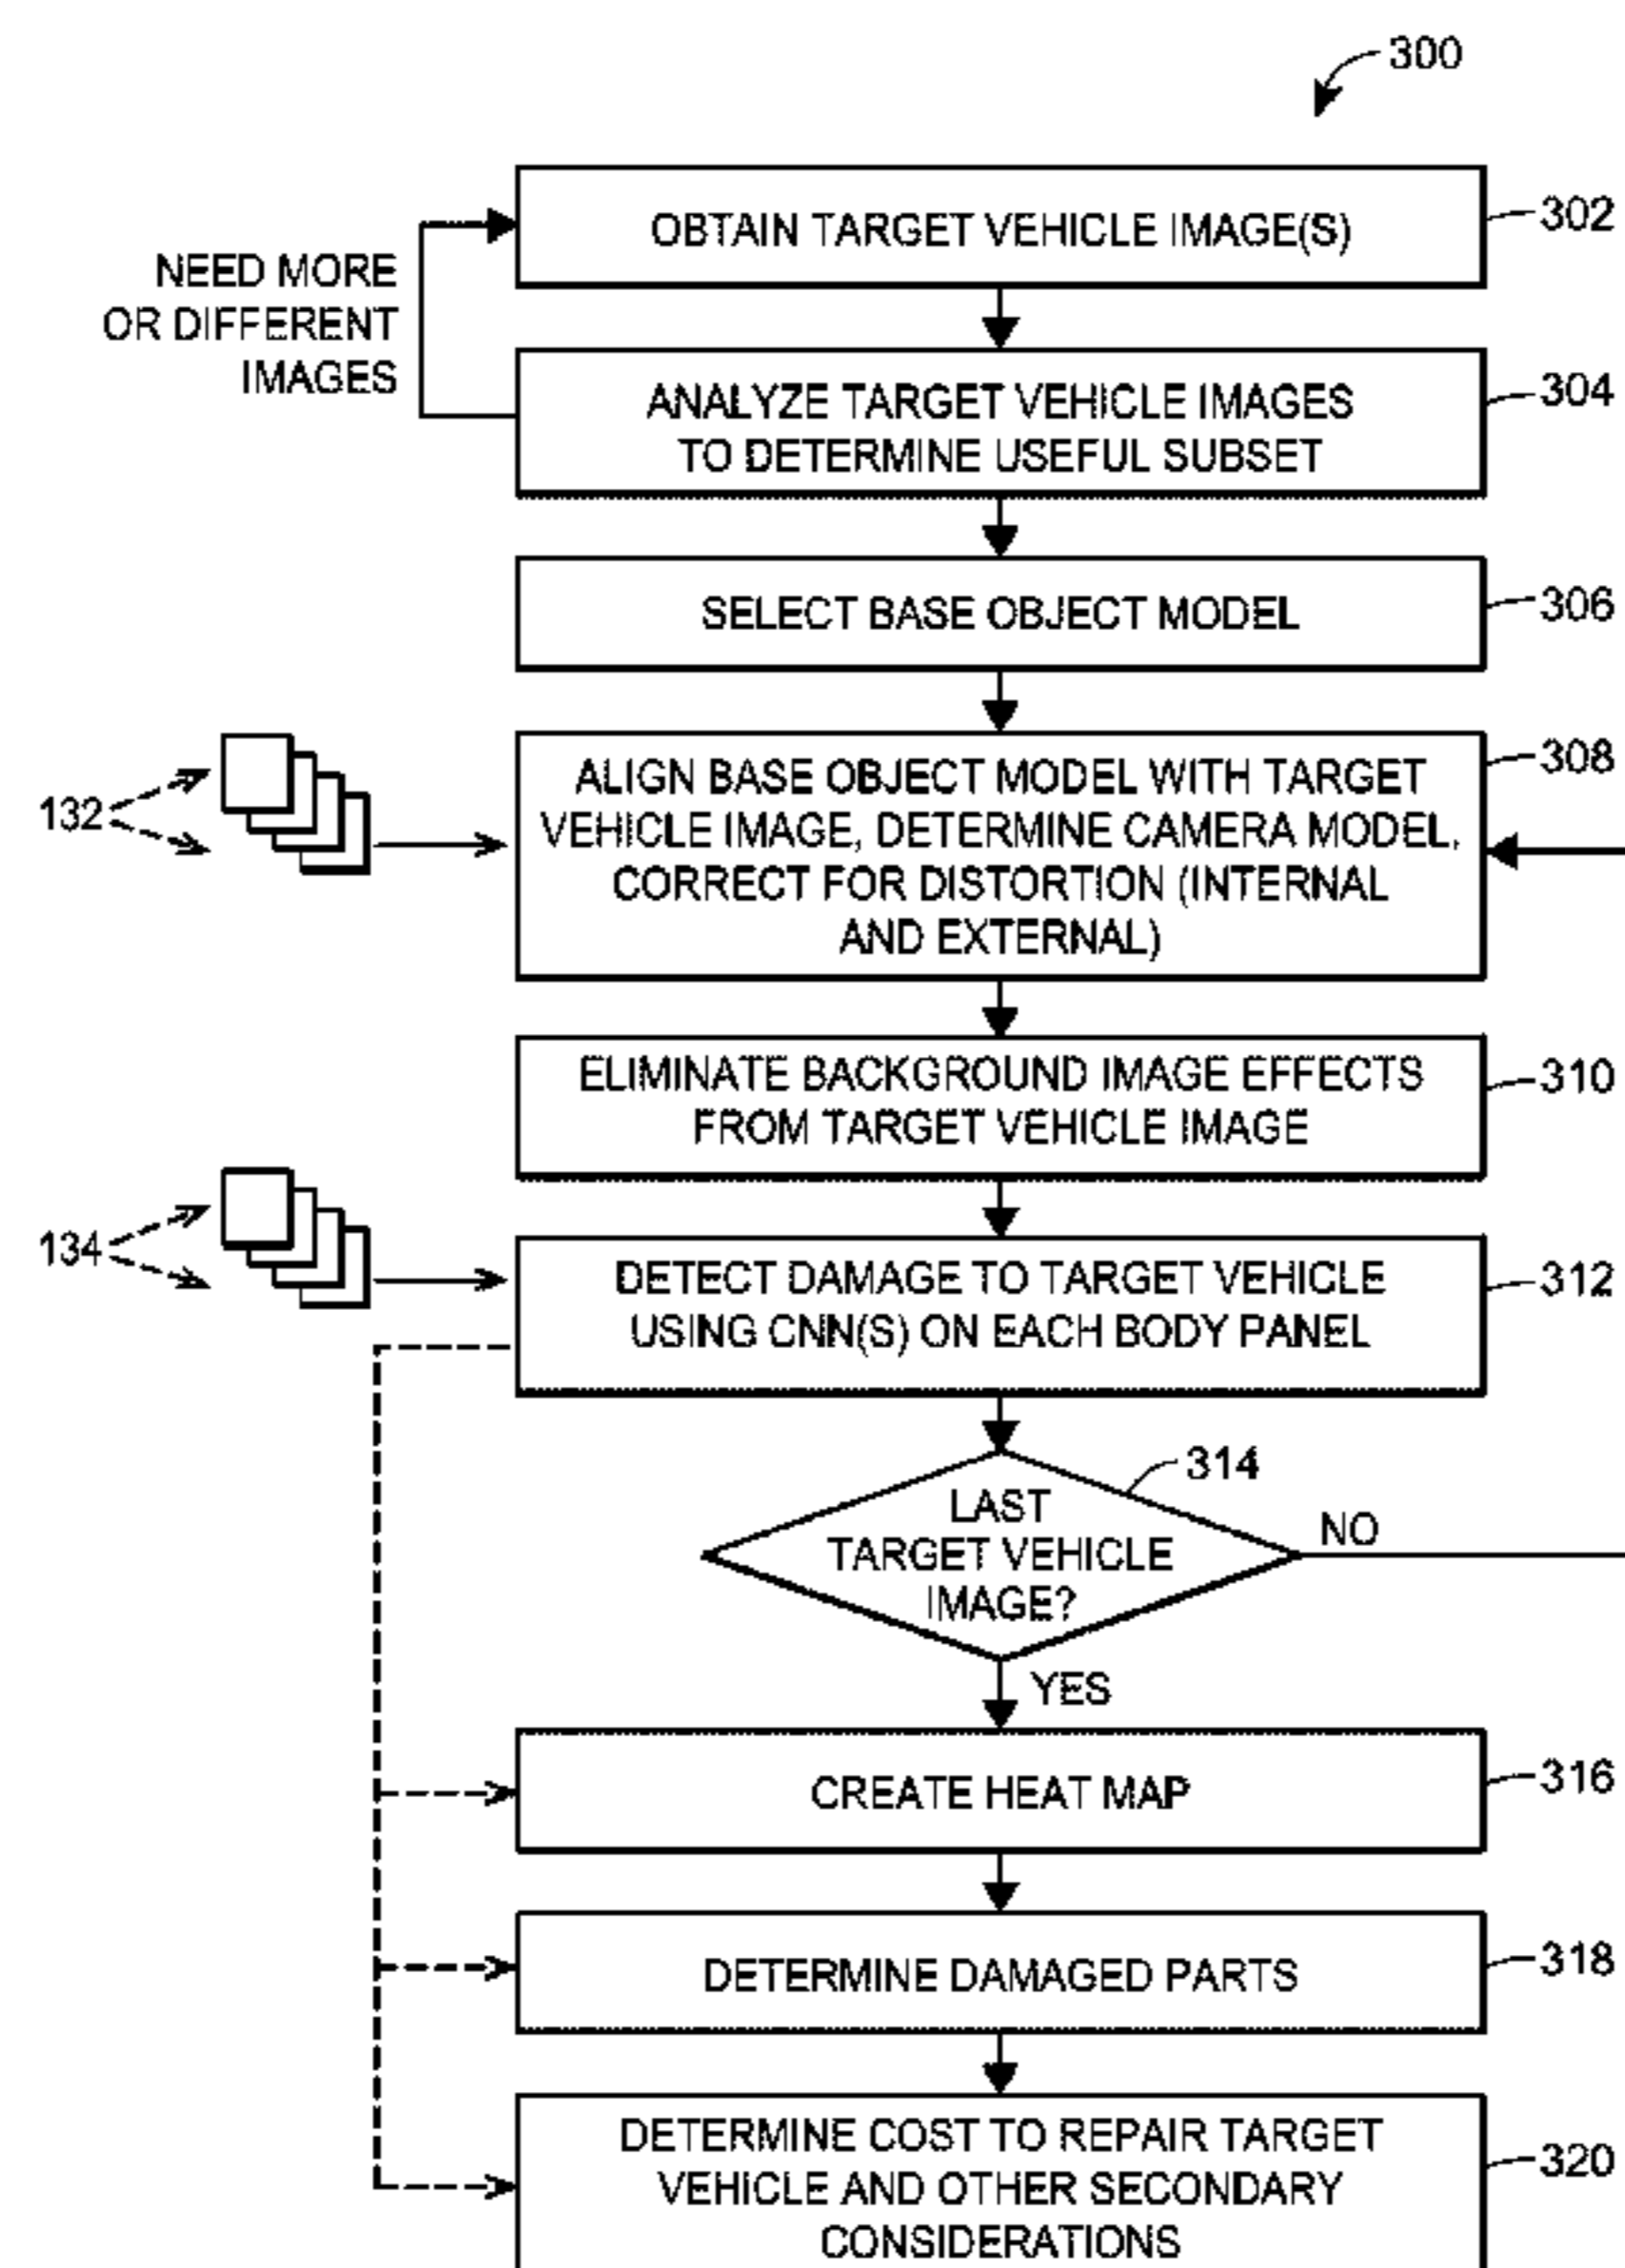 300
OBTAIN TARGET VEHICLE IMAGE(S)
302
NEED MORE
OR DIFFERENT
IMAGES
ANALYZE TARGET VEHICLE IMAGES
TO DETERMINE USEFUL SUBSET
304
SELECT BASE OBJECT MODEL
306
132
ALIGN BASE OBJECT MODEL WITH TARGET
VEHICLE IMAGE, DETERMINE CAMERA MODEL,
CORRECT FOR DISTORTION (INTERNAL
AND EXTERNAL)
308
ELIMINATE BACKGROUND IMAGE EFFECTS
FROM TARGET VEHICLE IMAGE
310
134
DETECT DAMAGE TO TARGET VEHICLE
USING CNN(S) ON EACH BODY PANEL
312
314
LAST
TARGET VEHICLE
IMAGE?
NO
YES
CREATE HEAT MAP
316
DETERMINE DAMAGED PARTS
318
DETERMINE COST TO REPAIR TARGET
VEHICLE AND OTHER SECONDARY
CONSIDERATIONS
320